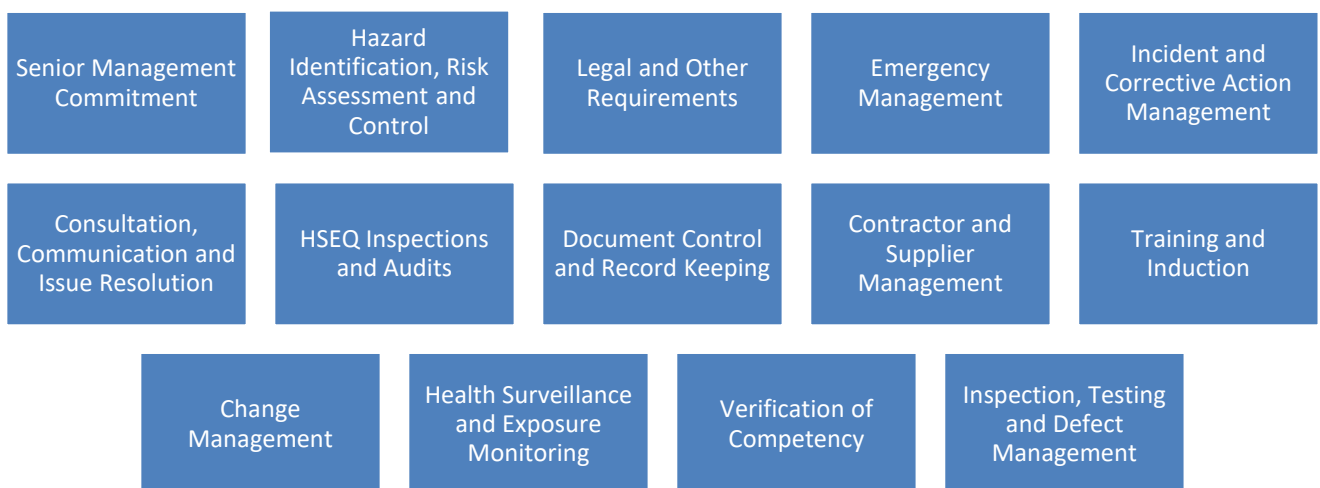 Senior Management
Commitment
Hazard
Identification, Risk
Assessment and
Control
Legal and Other
Requirements
Emergency
Management
Incident and
Corrective Action
Management
Consultation,
Communication and
Issue Resolution
HSEQ Inspections
and Audits
Document Control
and Record Keeping
Contractor and
Supplier
Management
Training and
Induction
Change
Management
Health Surveillance
and Exposure
Monitoring
Verification of
Competency
Inspection, Testing
and Defect
Management